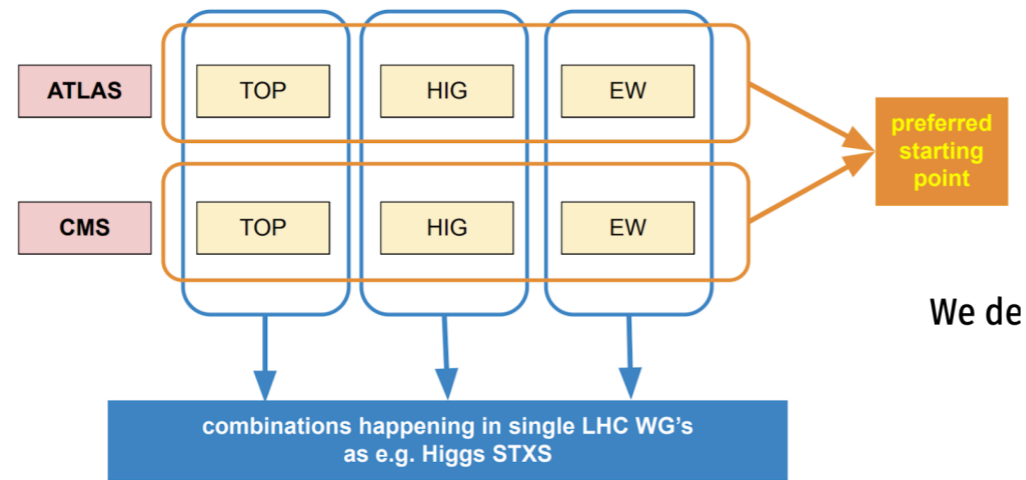 ATLAS
TOP
HIG
EW
preferred
starting
point
CMS
TOP
HIG
EW
We de
combinations happening in single LHC WG's
as e.g. Higgs STXS